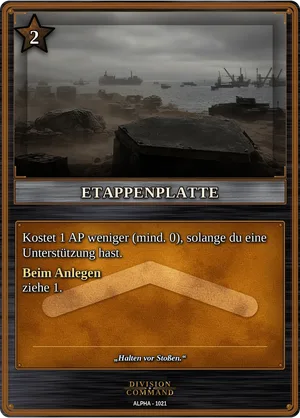 2
ETAPPENPLATTE
Kostet 1 AP weniger (mind. 0), solange du eine
Unterstützung hast.
Beim Anlegen
ziehe 1.
„Halten vor Stoßen.“
DIVISION
COMMAND
ALPHA - 1021